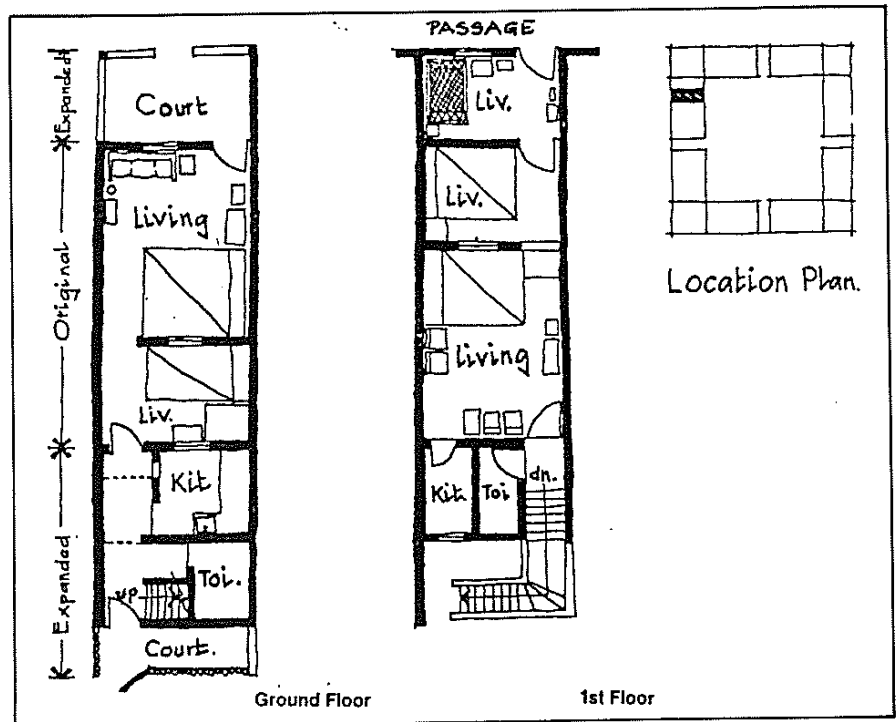 PASSAGE
Expanded
Court
Liv.
Original
Living
Liv.
Location Plan.
living
Liv.
Expanded
Kit
Kit.
Toi
dn.
up
Toi.
Court.
Ground Floor
1st Floor